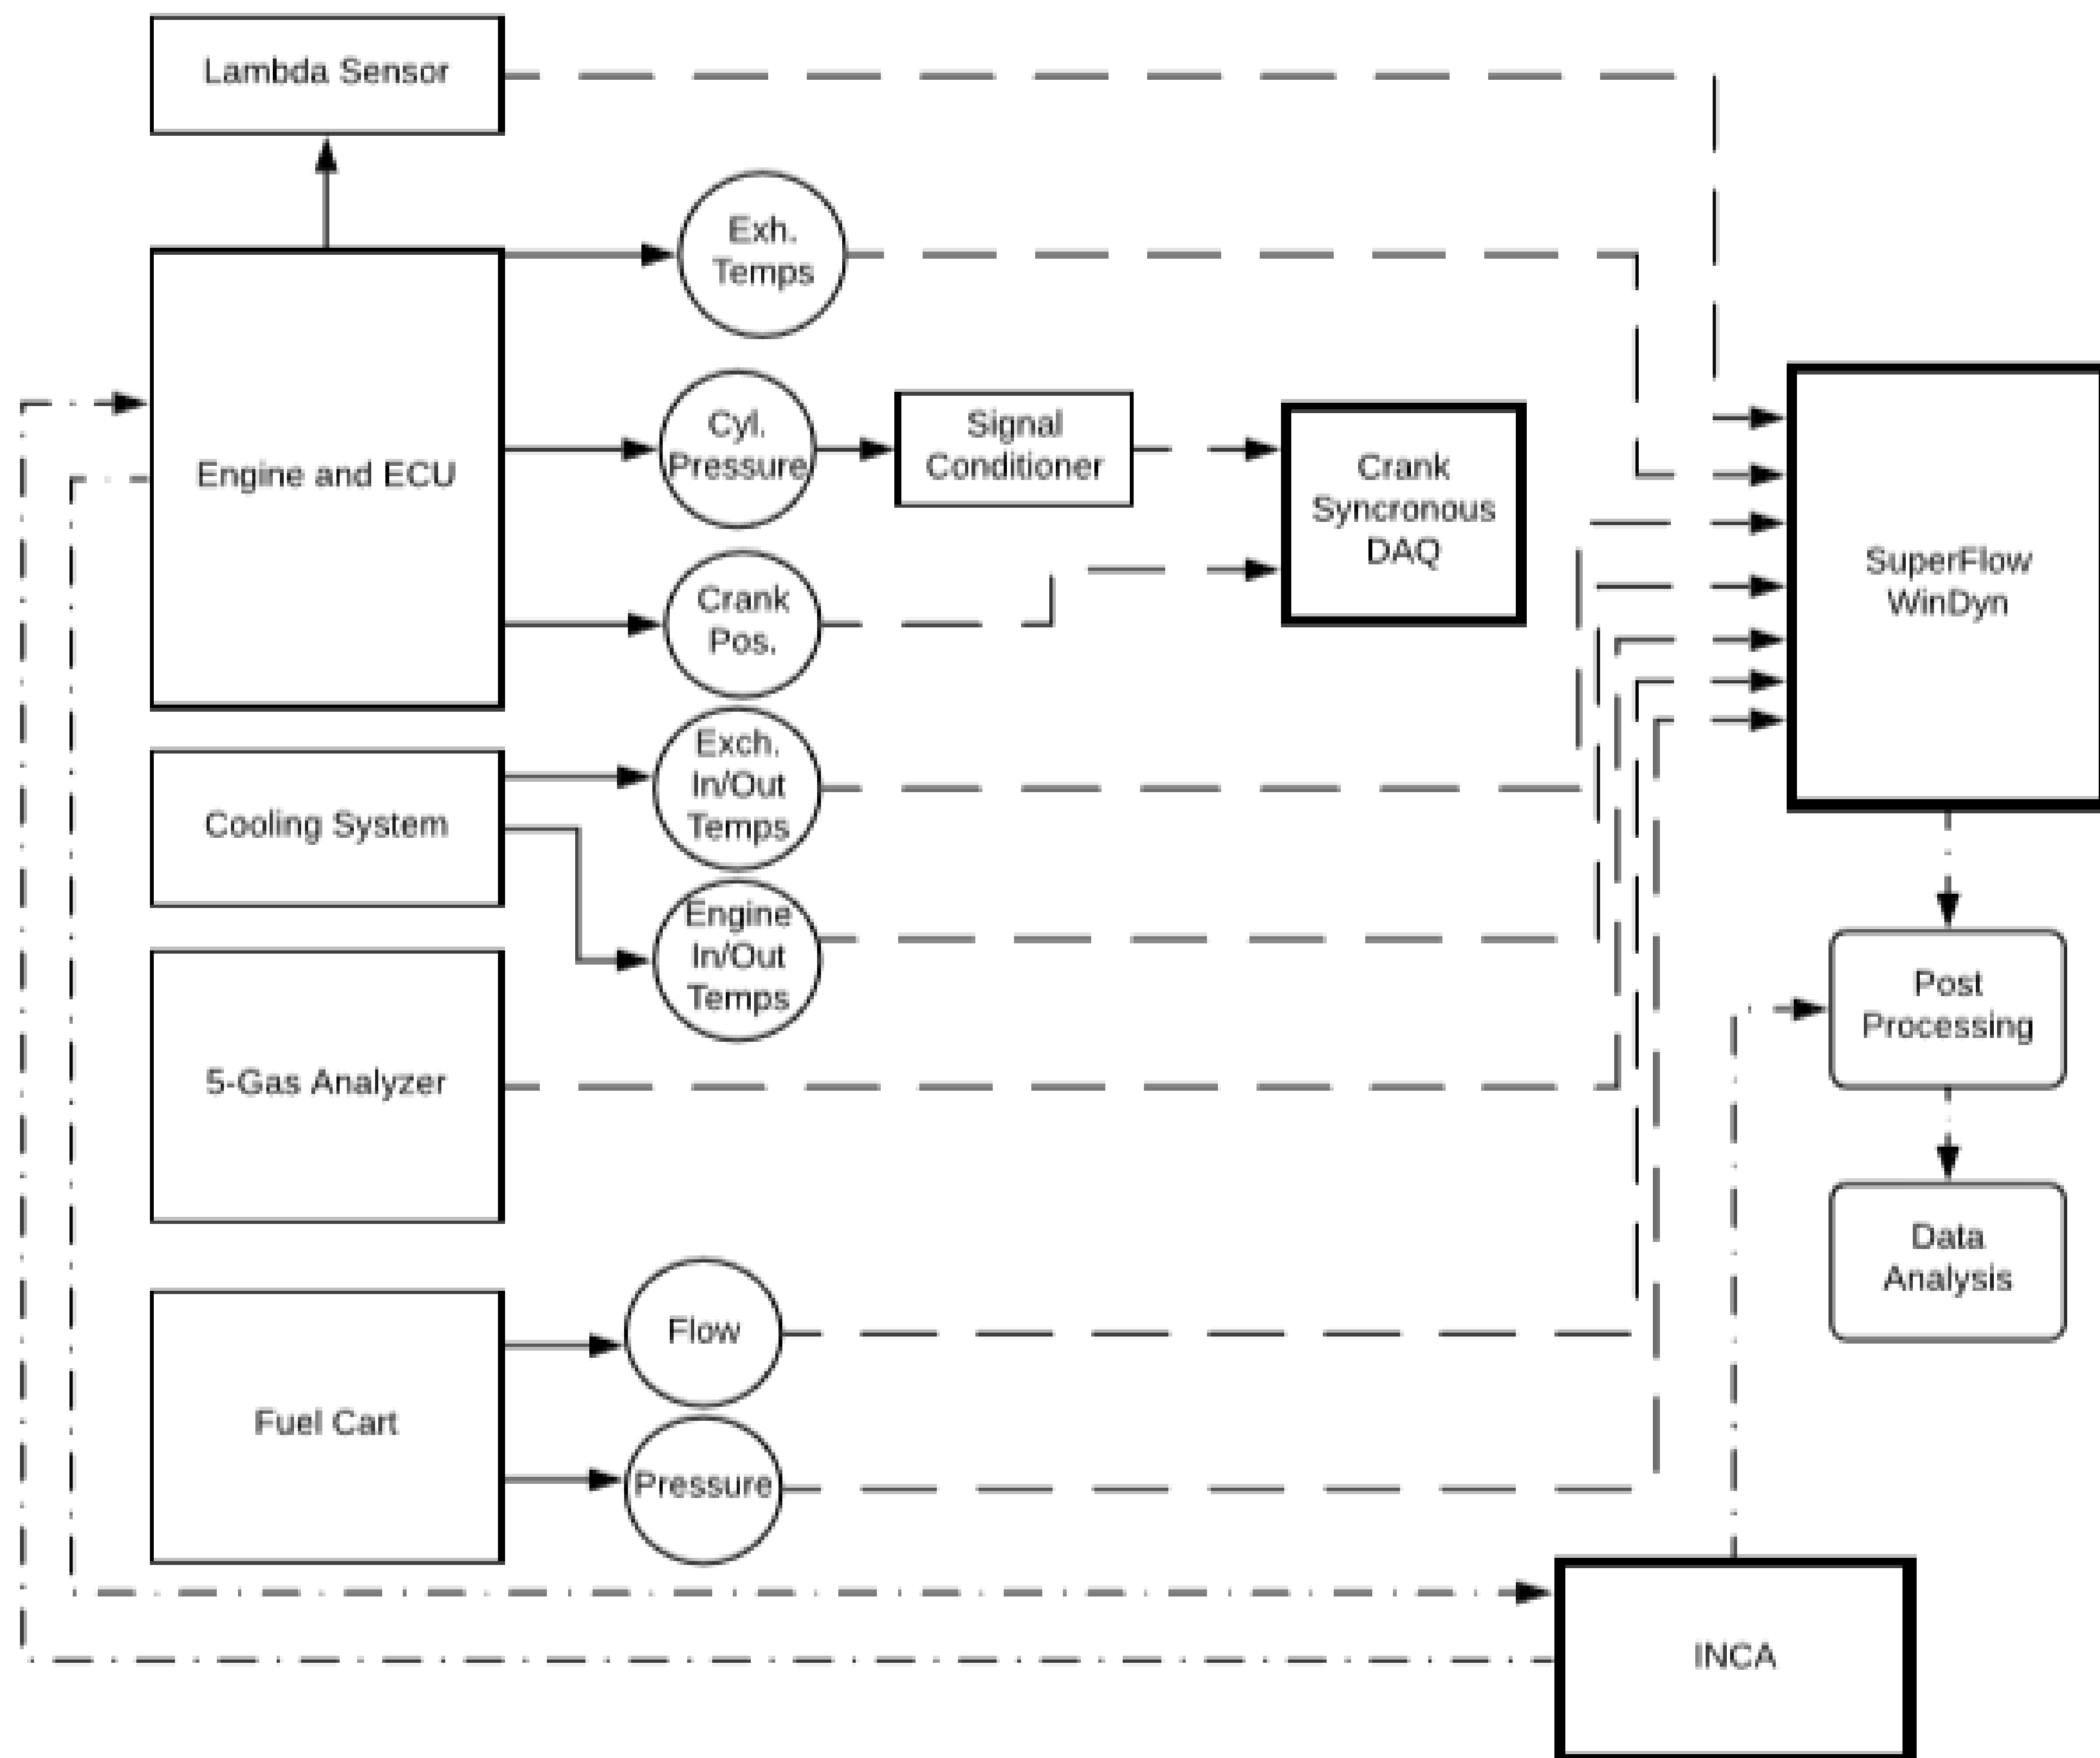 Lambda Sensor
Exh.
Temps
Engine and ECU
Cyl.
Pressure
Signal
Conditioner
Crank
Syncronous
DAQ
SuperFlow
WinDyn
Crank
Pos.
Cooling System
Exch.
In/Out
Temps
Engine
In/Out
Temps
5-Gas Analyzer
Post
Processing
Data
Analysis
Fuel Cart
Flow
Pressure
INCA